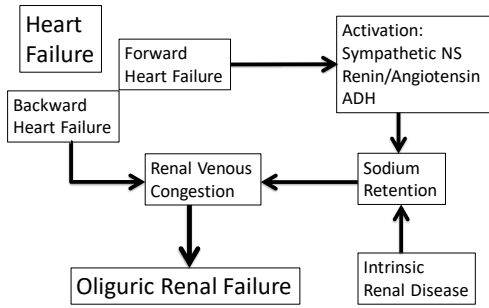 Heart
Failure
Forward
Heart Failure
Activation:
Sympathetic NS
Renin/Angiotensin
ADH
Backward
Heart Failure
Renal Venous
Congestion
Sodium
Retention
Oliguric Renal Failure
Intrinsic
Renal Disease